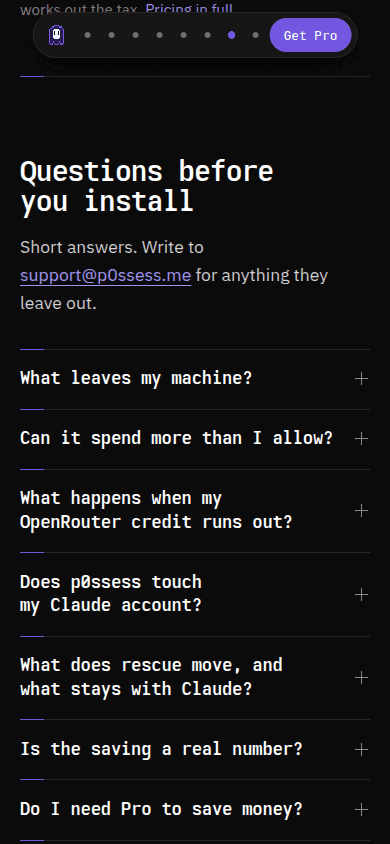 works out the tax. Pricing in full
Get Pro
Questions before
you install
Short answers. Write to
support@p0ssess.me for anything they
leave out.
What leaves my machine?
Can it spend more than I allow?
What happens when my
OpenRouter credit runs out?
Does p0ssess touch
my Claude account?
What does rescue move, and
what stays with Claude?
Is the saving a real number?
Do I need Pro to save money?